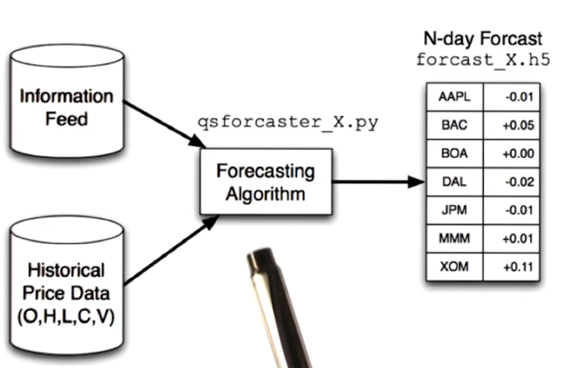 Information
Feed
Historical
Price Data
(O,H,L,C,V)
qsforcaster_X.py
Forecasting
Algorithm
N-day Forcast
forcast_X.h5
AAPL -0.01
BAC +0.05
BOA +0.00
DAL -0.02
JPM -0.01
MMM +0.01
XOM +0.11